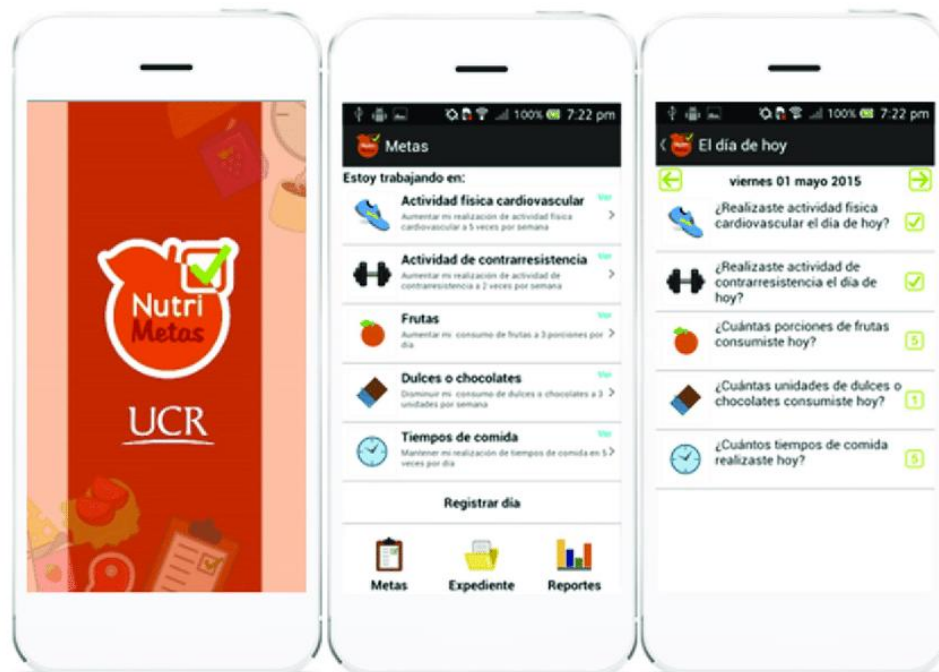 Nutri
Metas
UCR
100% 7:22 pm
Metas
Estoy trabajando en:
Actividad física cardiovascular
Ver
Aumentar mi realización de actividad física
cardiovascular a 5 veces por semana
Actividad de contrarresistencia
Ver
Aumentar mi realización de actividad de
contrarresistencia a 2 veces por semana
Frutas
Ver
Aumentar mi consumo de frutas a 3 porciones por
día
Dulces o chocolates
Ver
Disminuir mi consumo de dulces o chocolates a 3
unidades por semana
Tiempos de comida
Ver
Mantener mi realización de tiempos de comida en 5
veces por día
Registrar día
Metas
Expediente
Reportes
100% 7:22 pm
Nutri
El día de hoy
viernes 01 mayo 2015
¿Realizaste actividad física
cardiovascular el día de hoy?
¿Realizaste actividad de
contrarresistencia el día de
hoy?
¿Cuántas porciones de frutas
consumiste hoy?
5
¿Cuántas unidades de dulces o
chocolates consumiste hoy?
1
¿Cuántos tiempos de comida
realizaste hoy?
5